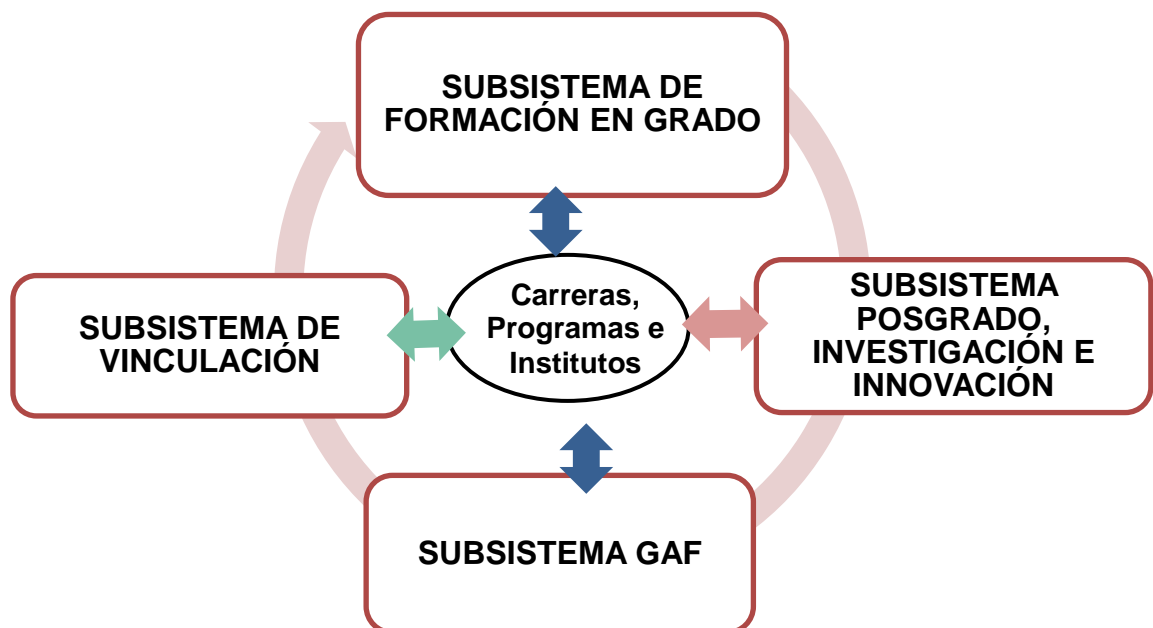 SUBSISTEMA DE
FORMACIÓN EN GRADO
SUBSISTEMA DE
VINCULACIÓN
Carreras,
Programas e
Institutos
SUBSISTEMA
POSGRADO,
INVESTIGACIÓN E
INNOVACIÓN
SUBSISTEMA GAF